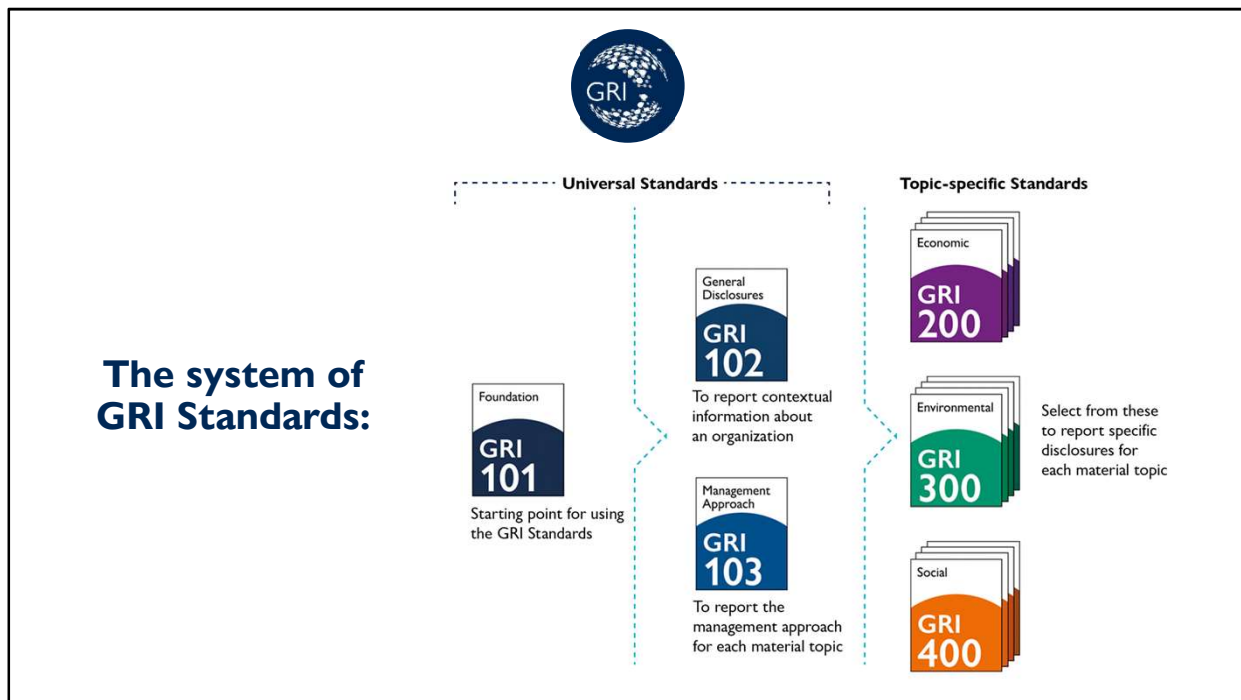 GRI
Universal Standards
Topic-specific Standards
The system of
GRI Standards:
Foundation
GRI
101
Starting point for using
the GRI Standards
General
Disclosures
GRI
102
To report contextual
information about
an organization
Management
Approach
GRI
103
To report the
management approach
for each material topic
Economic
GRI
200
Environmental
GRI
300
Social
GRI
400
Select from these
to report specific
disclosures for
each material topic